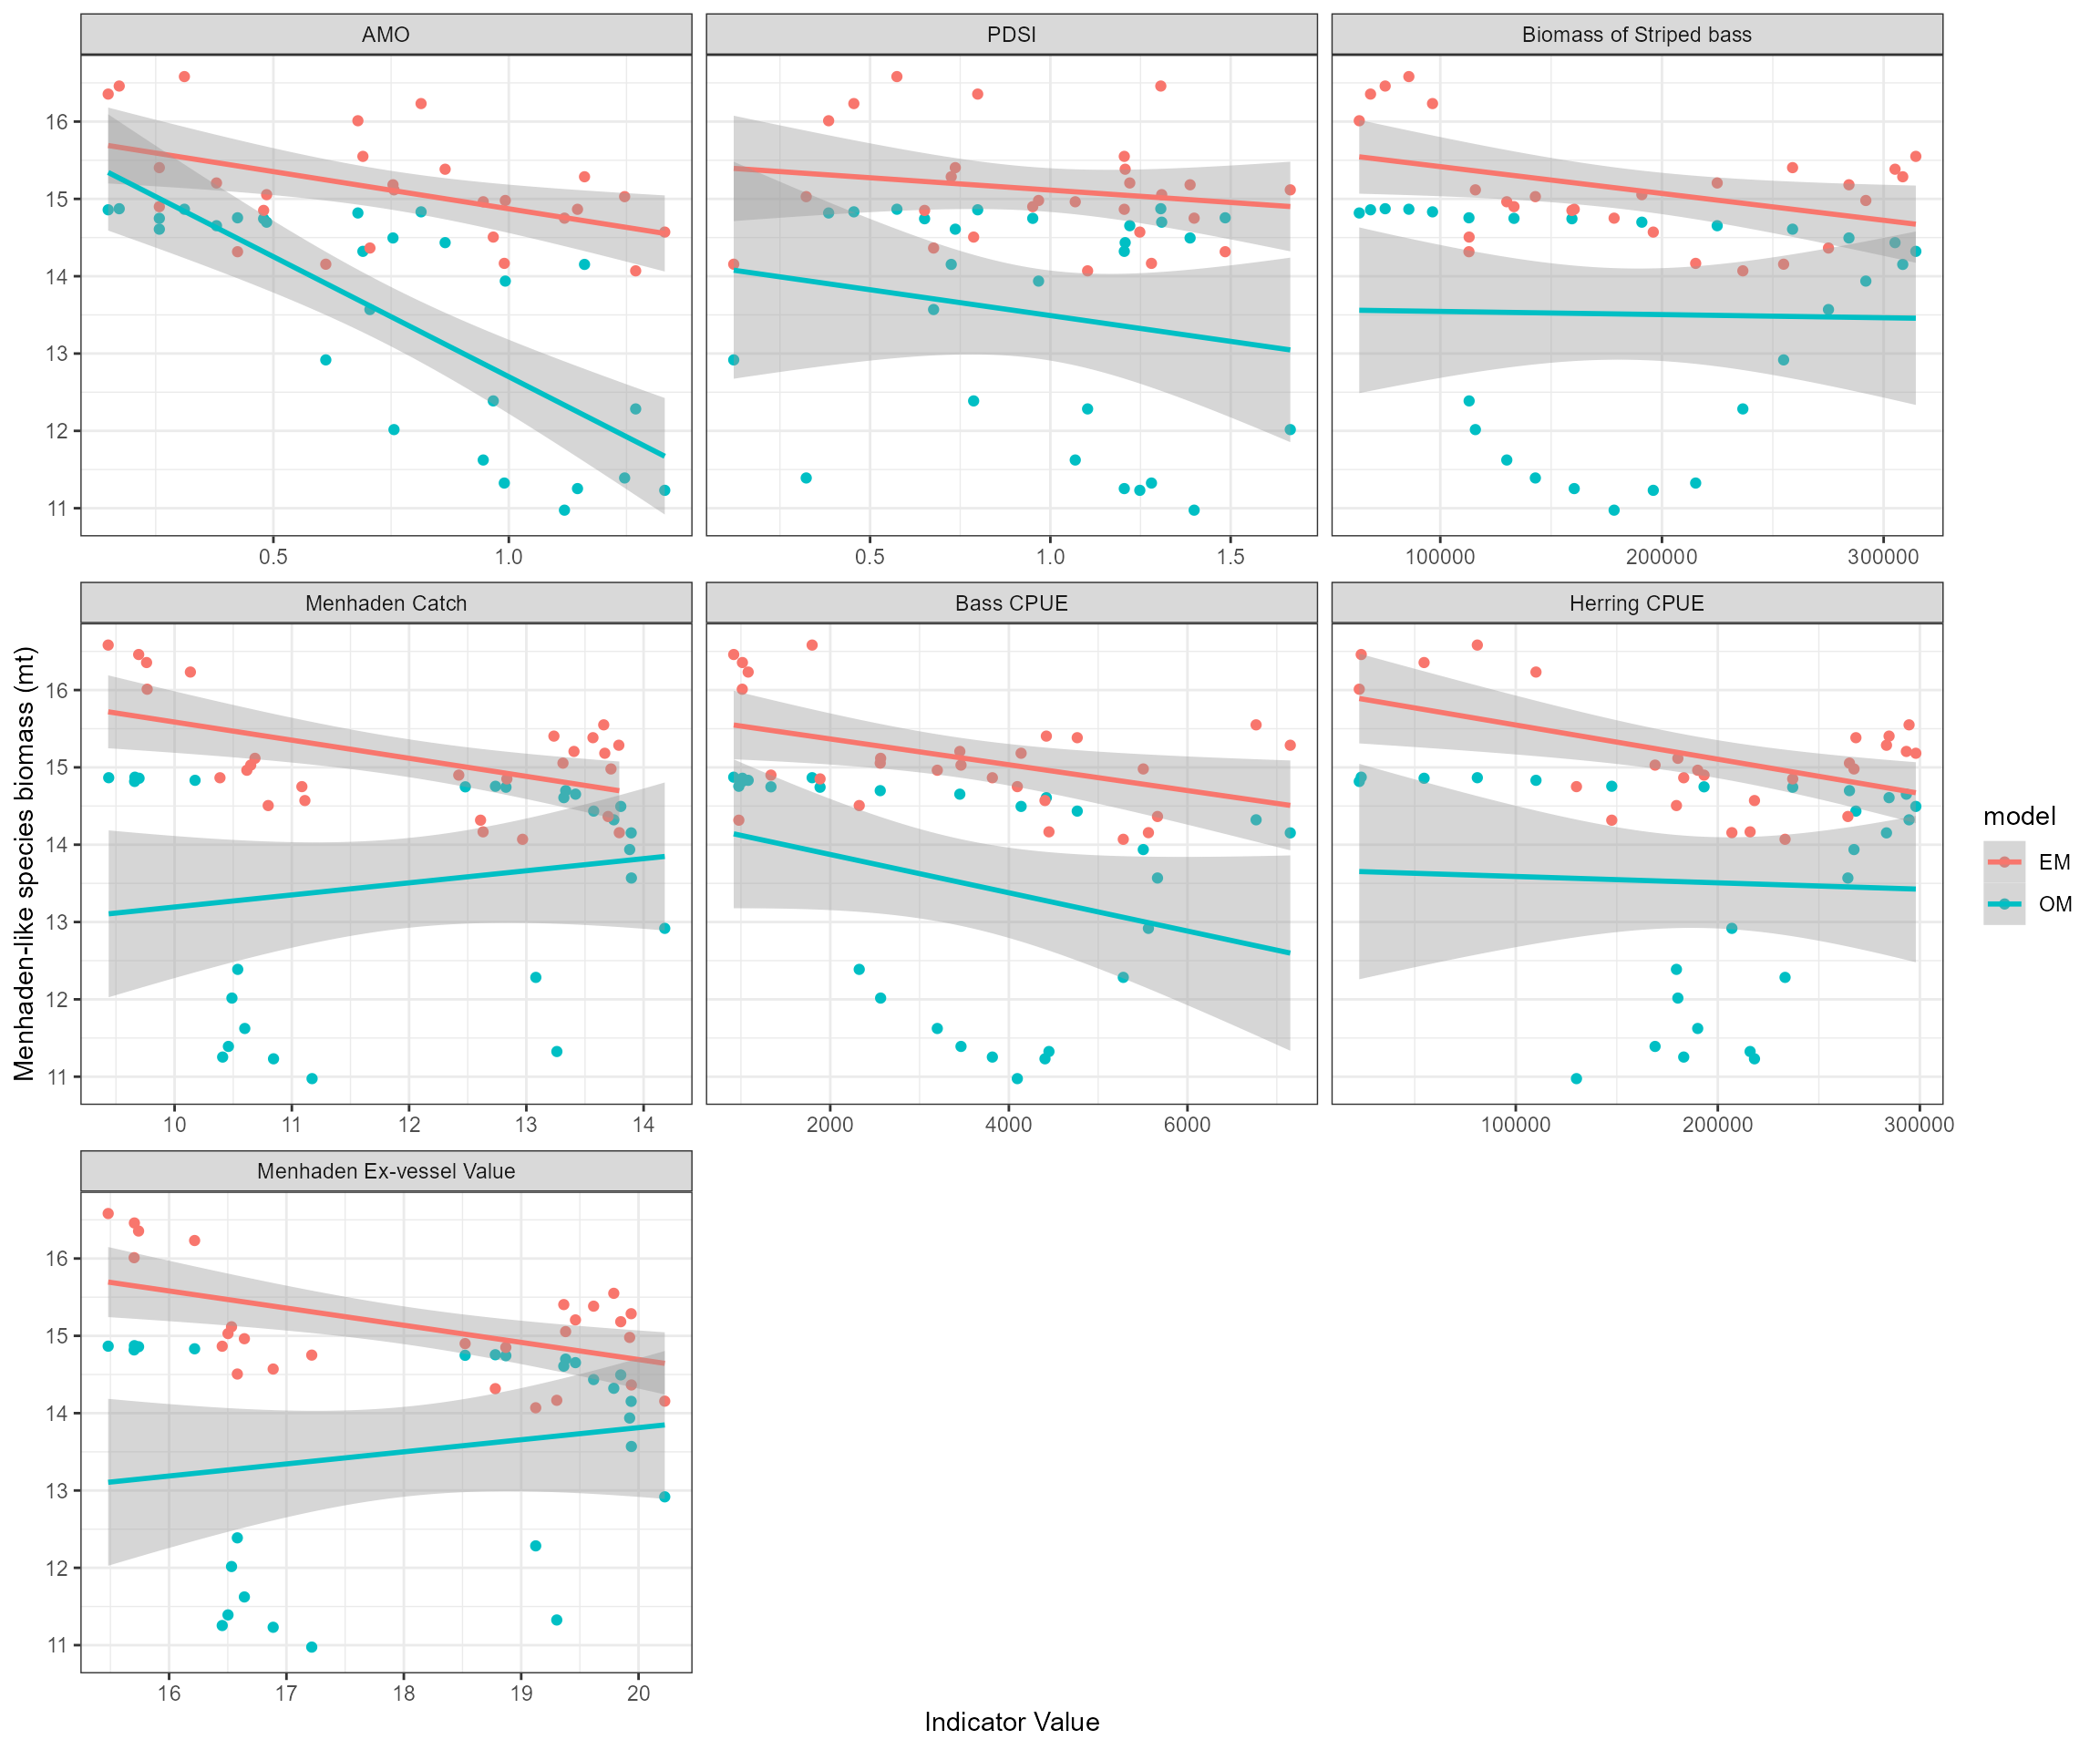 AMO PDSI Biomass of Striped bass
16
15
14
13
12
11
0.5 1.0 0.5 1.0 1.5 100000 200000 300000
Menhaden Catch Bass CPUE Herring CPUE
16
15
14
13
12
11
10 11 12 13 14 2000 4000 6000 100000 200000 300000
Menhaden-like species biomass (mt)
model
EM
OM
Menhaden Ex-vessel Value
16
15
14
13
12
11
16 17 18 19 20
Indicator Value